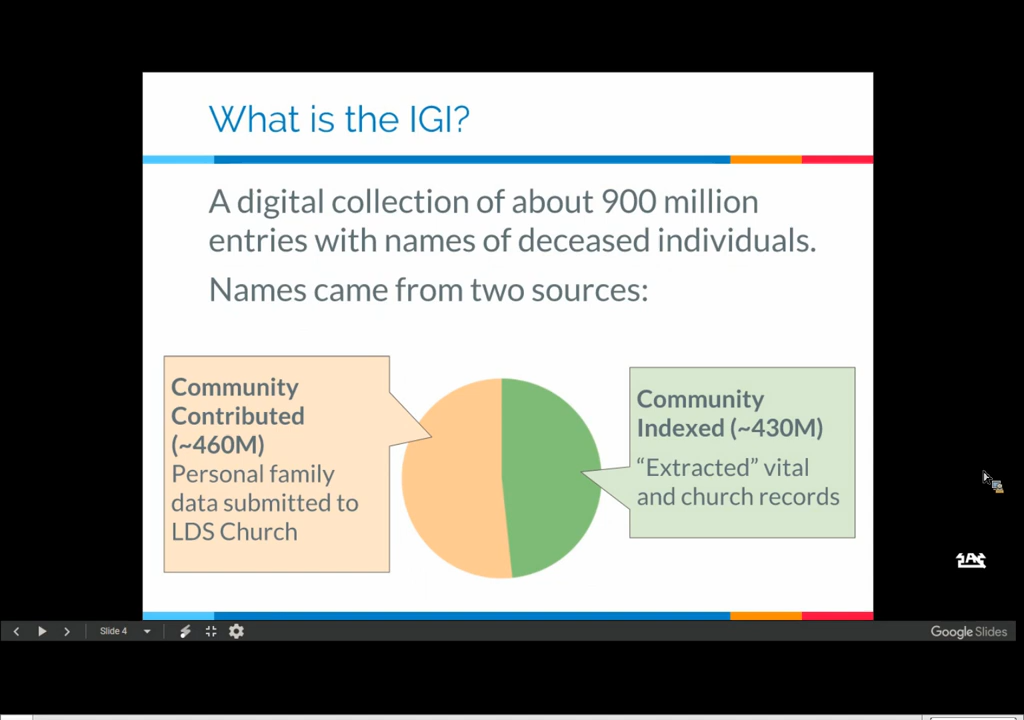 What is the IGI?
A digital collection of about 900 million
entries with names of deceased individuals.
Names came from two sources:
Community
Contributed
(~460M)
Personal family
data submitted to
LDS Church
Community
Indexed (~430M)
“Extracted” vital
and church records
Slide 4
Google Slides